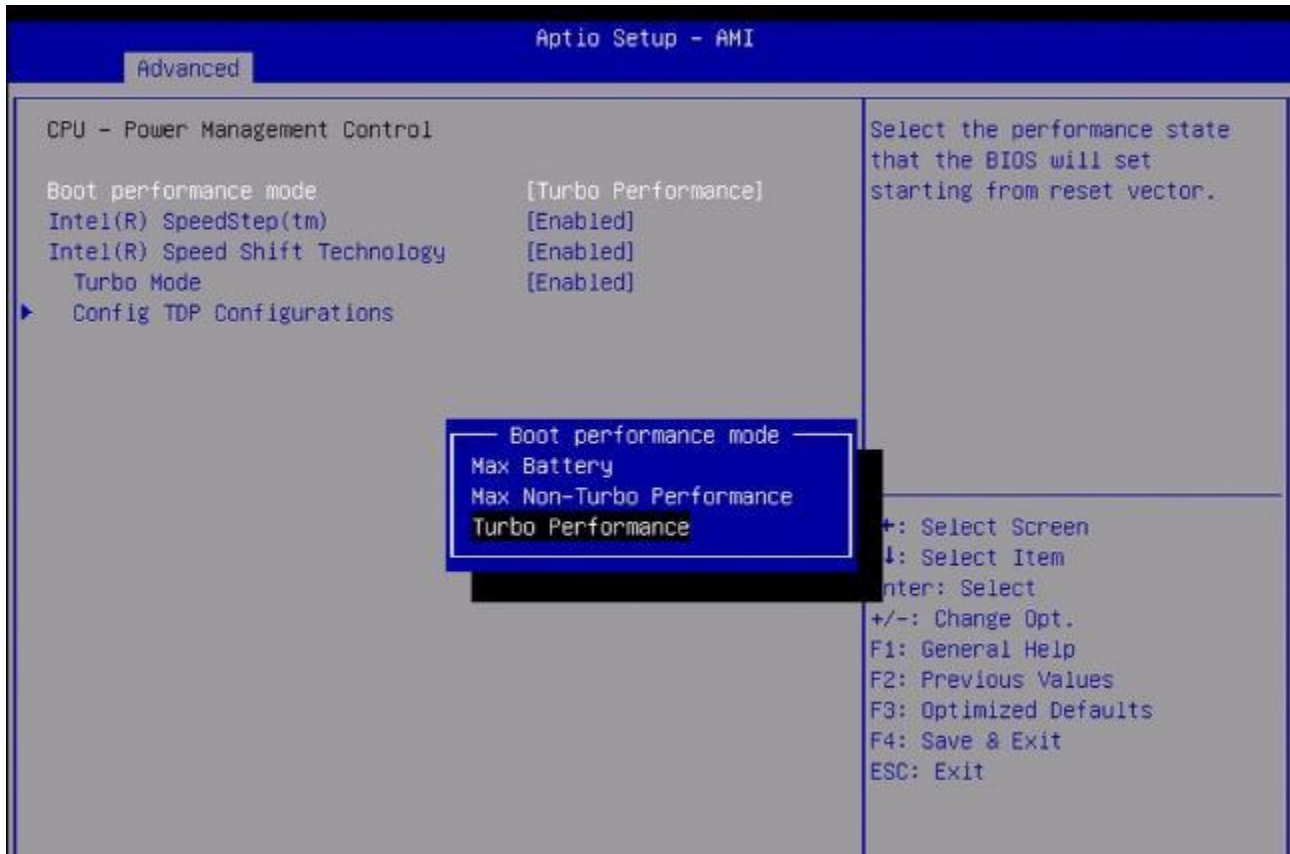 Aptio Setup – AMI
Advanced
CPU – Power Management Control
Boot performance mode [Turbo Performance]
Intel(R) SpeedStep(tm) [Enabled]
Intel(R) Speed Shift Technology [Enabled]
Turbo Mode [Enabled]
Config TDP Configurations
Boot performance mode
Max Battery
Max Non-Turbo Performance
Turbo Performance
Select the performance state
that the BIOS will set
starting from reset vector.
: Select Screen
↓: Select Item
nter: Select
+/-: Change Opt.
F1: General Help
F2: Previous Values
F3: Optimized Defaults
F4: Save & Exit
ESC: Exit